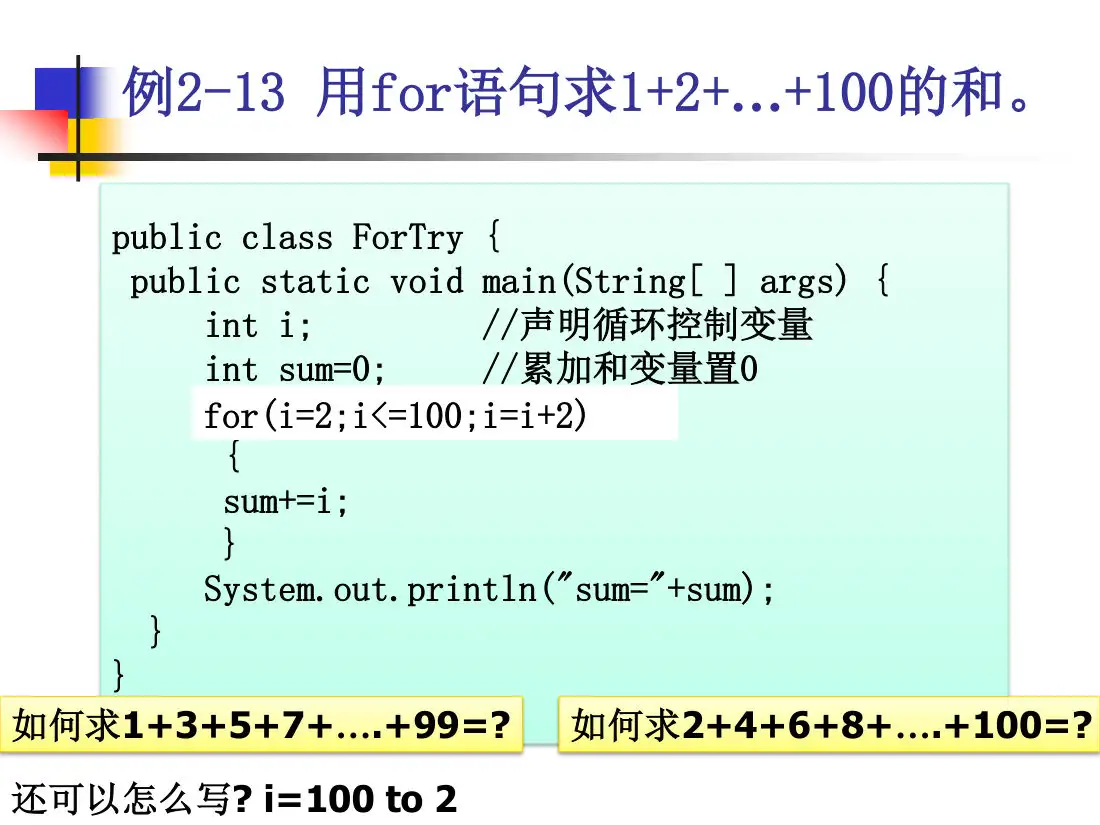 例2-13 用for语句求1+2+…+100的和。
public class ForTry {
public static void main(String[ ] args) {
int i; //声明循环控制变量
int sum=0; //累加和变量置0
for(i=2;i<=100;i=i+2)
{
sum+=i;
}
System.out.println("sum="+sum);
}
}
如何求1+3+5+7+….+99=?
如何求2+4+6+8+….+100=?
还可以怎么写? i=100 to 2